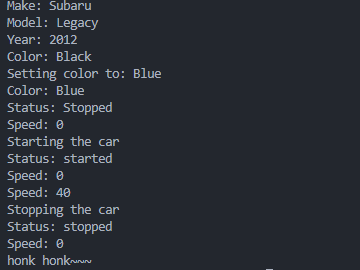 Make: Subaru
Model: Legacy
Year: 2012
Color: Black
Setting color to: Blue
Color: Blue
Status: Stopped
Speed: 0
Starting the car
Status: started
Speed: 0
Speed: 40
Stopping the car
Status: stopped
Speed: 0
honk honk~~~